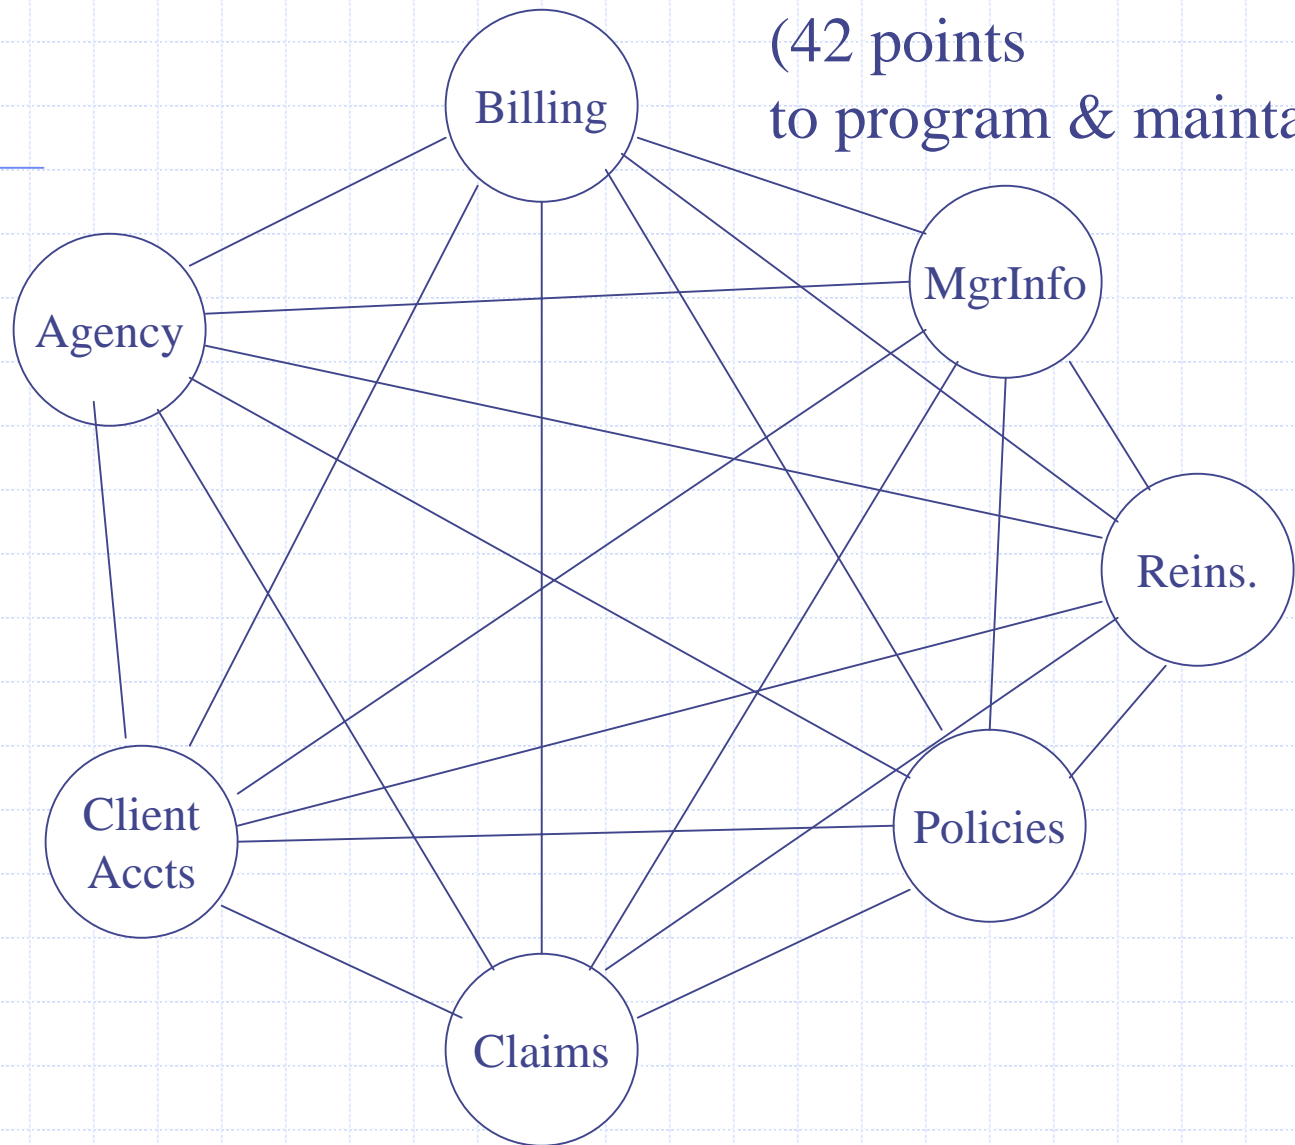 (42 points
to program & mainta
Billing
MgrInfo
Agency
Reins.
Client
Accts
Policies
Claims